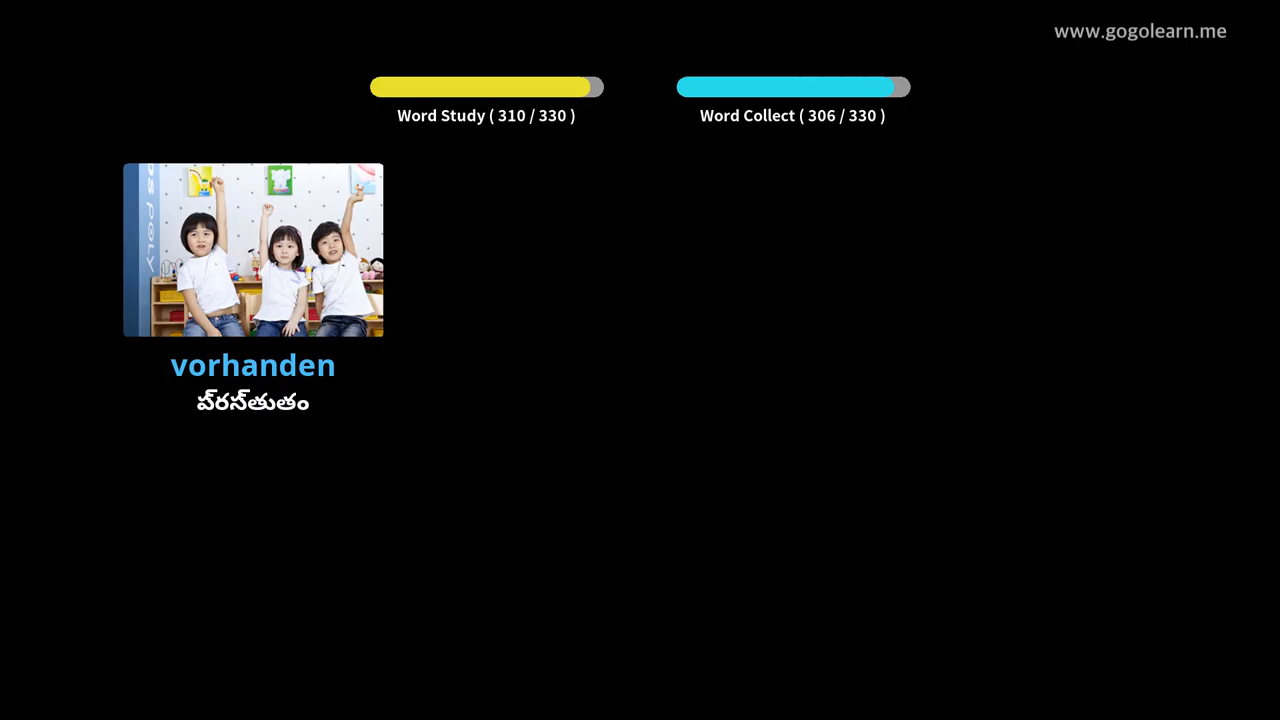 www.gogolearn.me
Word Study ( 310 / 330 )
Word Collect ( 306 / 330 )
vorhanden
ప్రస్తుతం